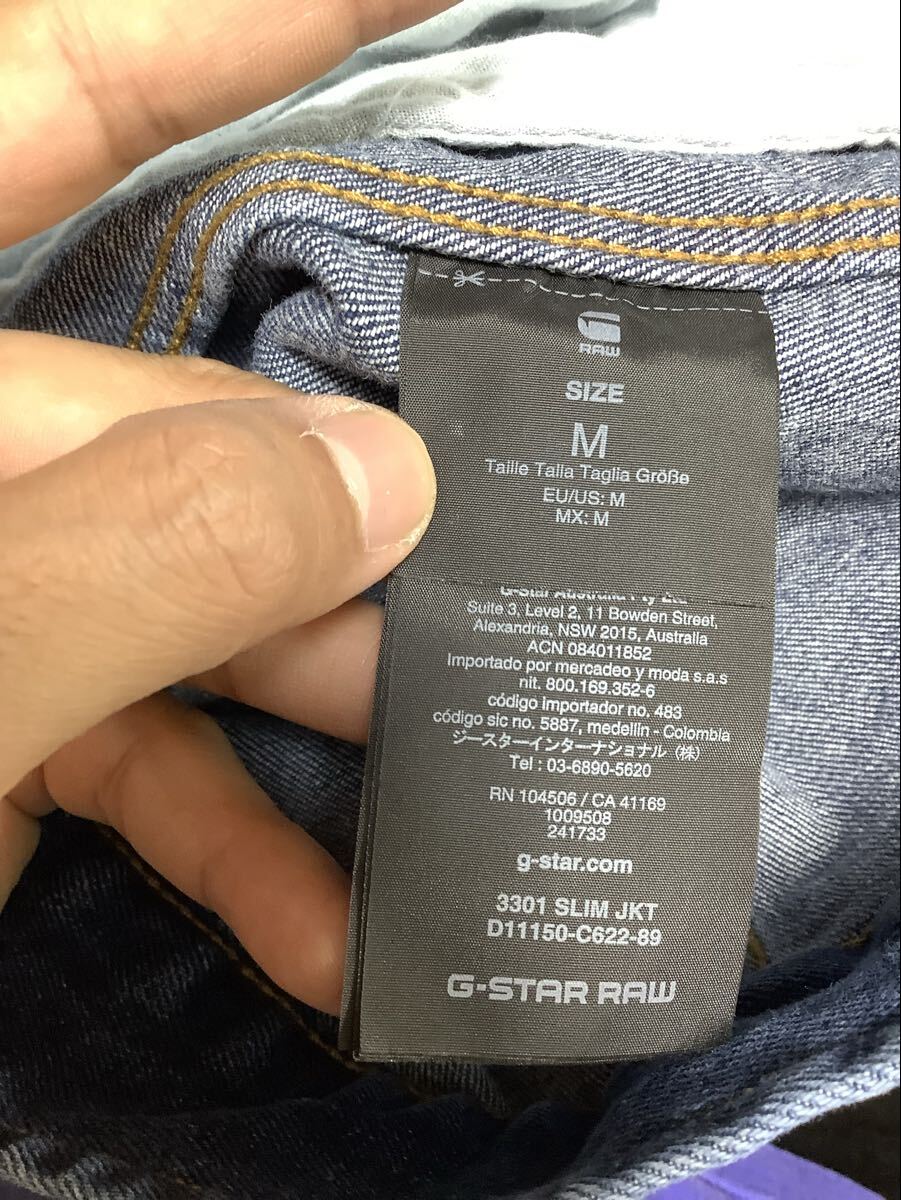 RAW
SIZE
M
Taille Talla Taglia Größe
EU/US: M
MX: M
G-Star Australia Pty Ltd.
Suite 3, Level 2, 11 Bowden Street,
Alexandria, NSW 2015, Australia
ACN 084011852
Importado por mercadeo y moda s.a.s
nit. 800.169.352-6
código importador no. 483
código sic no. 5887, medellin - Colombia
ジースターインターナショナル（株）
Tel : 03-6890-5620
RN 104506 / CA 41169
1009508
241733
g-star.com
3301 SLIM JKT
D11150-C622-89
G-STAR RAW